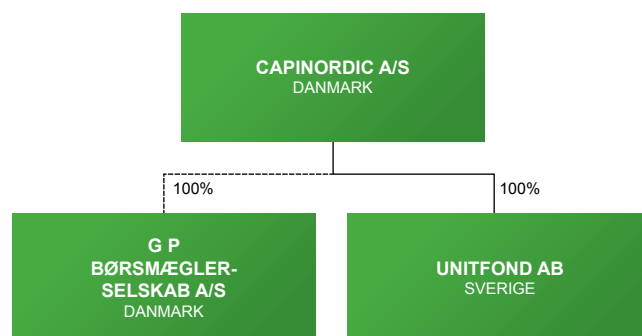 CAPINORDIC A/S
DANMARK
100%
100%
G P
BØRSMÆGLER-
SELSKAB A/S
DANMARK
UNITFOND AB
SVERIGE